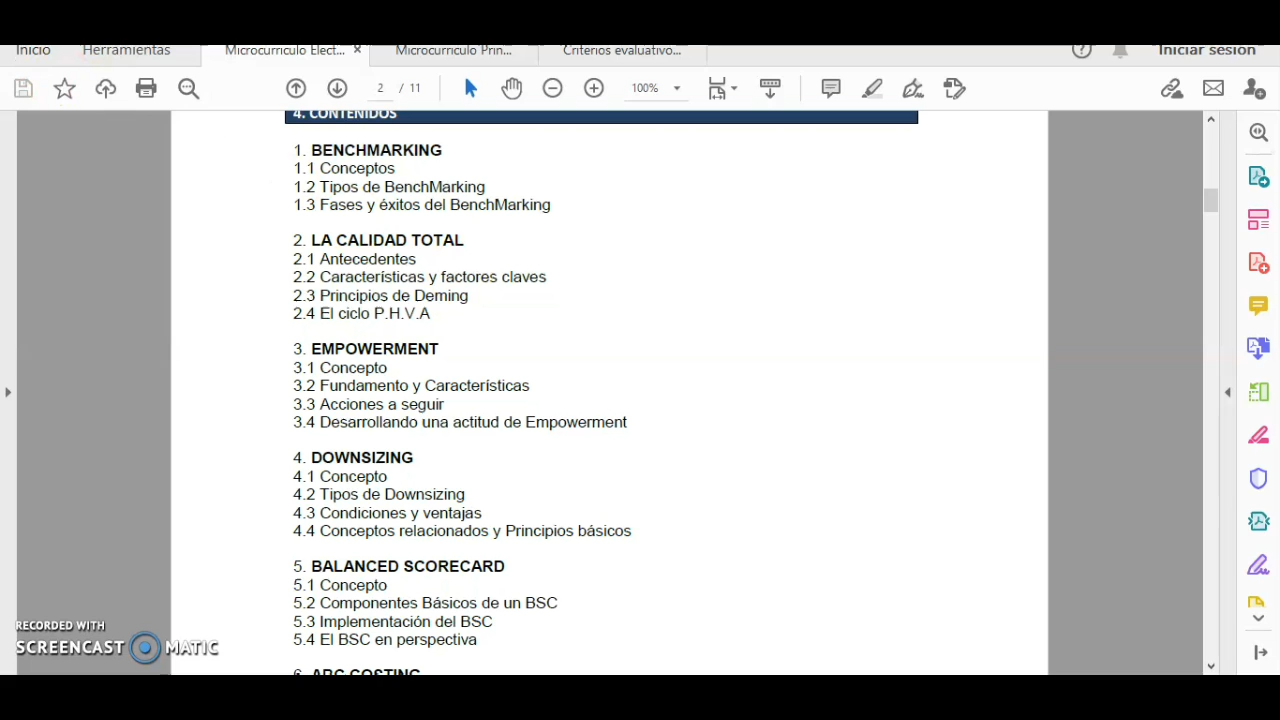 Inicio Herramientas Microcurriculo Elect... × Microcurriculo Prin... Criterios evaluativo... Iniciar sesión
2 / 11 100%
4. CONTENIDOS
1. BENCHMARKING
1.1 Conceptos
1.2 Tipos de BenchMarking
1.3 Fases y éxitos del BenchMarking
2. LA CALIDAD TOTAL
2.1 Antecedentes
2.2 Características y factores claves
2.3 Principios de Deming
2.4 El ciclo P.H.V.A
3. EMPOWERMENT
3.1 Concepto
3.2 Fundamento y Características
3.3 Acciones a seguir
3.4 Desarrollando una actitud de Empowerment
4. DOWNSIZING
4.1 Concepto
4.2 Tipos de Downsizing
4.3 Condiciones y ventajas
4.4 Conceptos relacionados y Principios básicos
5. BALANCED SCORECARD
5.1 Concepto
5.2 Componentes Básicos de un BSC
5.3 Implementación del BSC
5.4 El BSC en perspectiva
6. ABC COSTING
RECORDED WITH
SCREENCAST MATIC